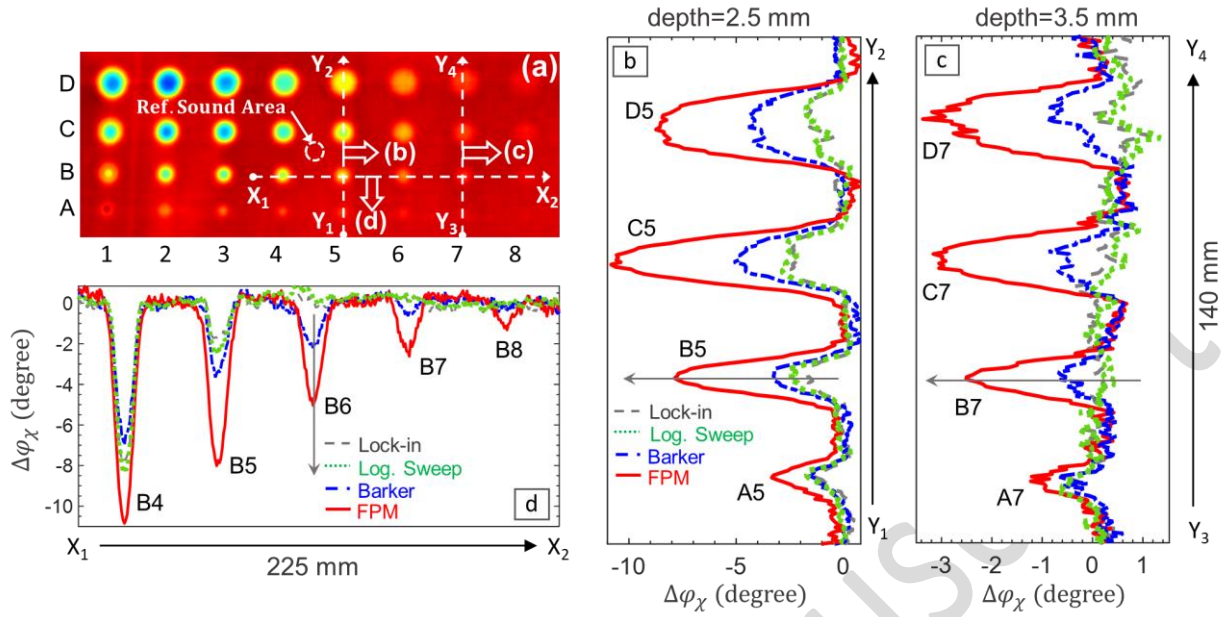 depth=2.5 mm
depth=3.5 mm
(a)
D
C
B
A
Ref. Sound Area
Y2
Y4
(b)
(c)
(d)
X1
X2
Y1
Y3
1 2 3 4 5 6 7 8
0
-2
-4
-6
-8
-10
Δφχ (degree)
B4
B5
B6
B7
B8
Lock-in
Log. Sweep
Barker
FPM
d
X1
X2
225 mm
b
D5
C5
B5
A5
Lock-in
Log. Sweep
Barker
FPM
Y2
Y1
-10 -5 0
Δφχ (degree)
c
D7
C7
B7
A7
Y4
140 mm
Y3
-3 -2 -1 0 1
Δφχ (degree)